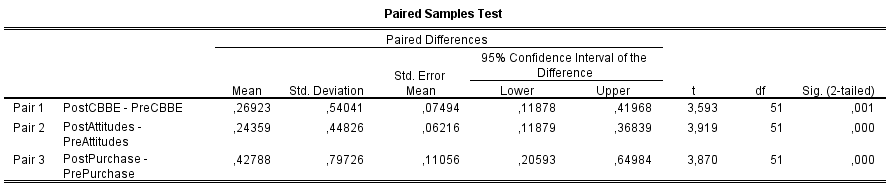 Paired Samples Test
Paired Differences
95% Confidence Interval of the
Difference
Std. Error
Mean Std. Deviation Mean Lower Upper t df Sig. (2-tailed)
Pair 1 PostCBBE - PreCBBE ,26923 ,54041 ,07494 ,11878 ,41968 3,593 51 ,001
Pair 2 PostAttitudes - ,24359 ,44826 ,06216 ,11879 ,36839 3,919 51 ,000
PreAttitudes
Pair 3 PostPurchase - ,42788 ,79726 ,11056 ,20593 ,64984 3,870 51 ,000
PrePurchase